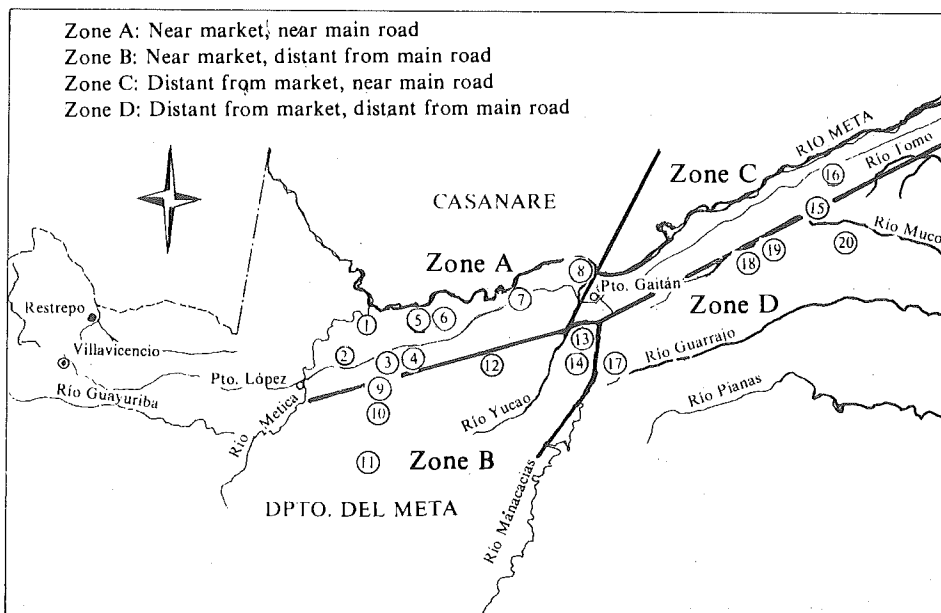 Zone A: Near market, near main road
Zone B: Near market, distant from main road
Zone C: Distant from market, near main road
Zone D: Distant from market, distant from main road
RIO META
Río Tomo
Zone C
16
CASANARE
15
Río Muco
Zone A
8
20
19
18
Pto. Gaitán
7
Restrepo
Zone D
1
5
6
13
Villavicencio
2
3
4
12
14
17
Río Guarrajo
Pto. López
9
Río Pianas
Río Guayuriba
10
Río Metica
Río Yucao
11
Zone B
Río Manacacias
DPTO. DEL META